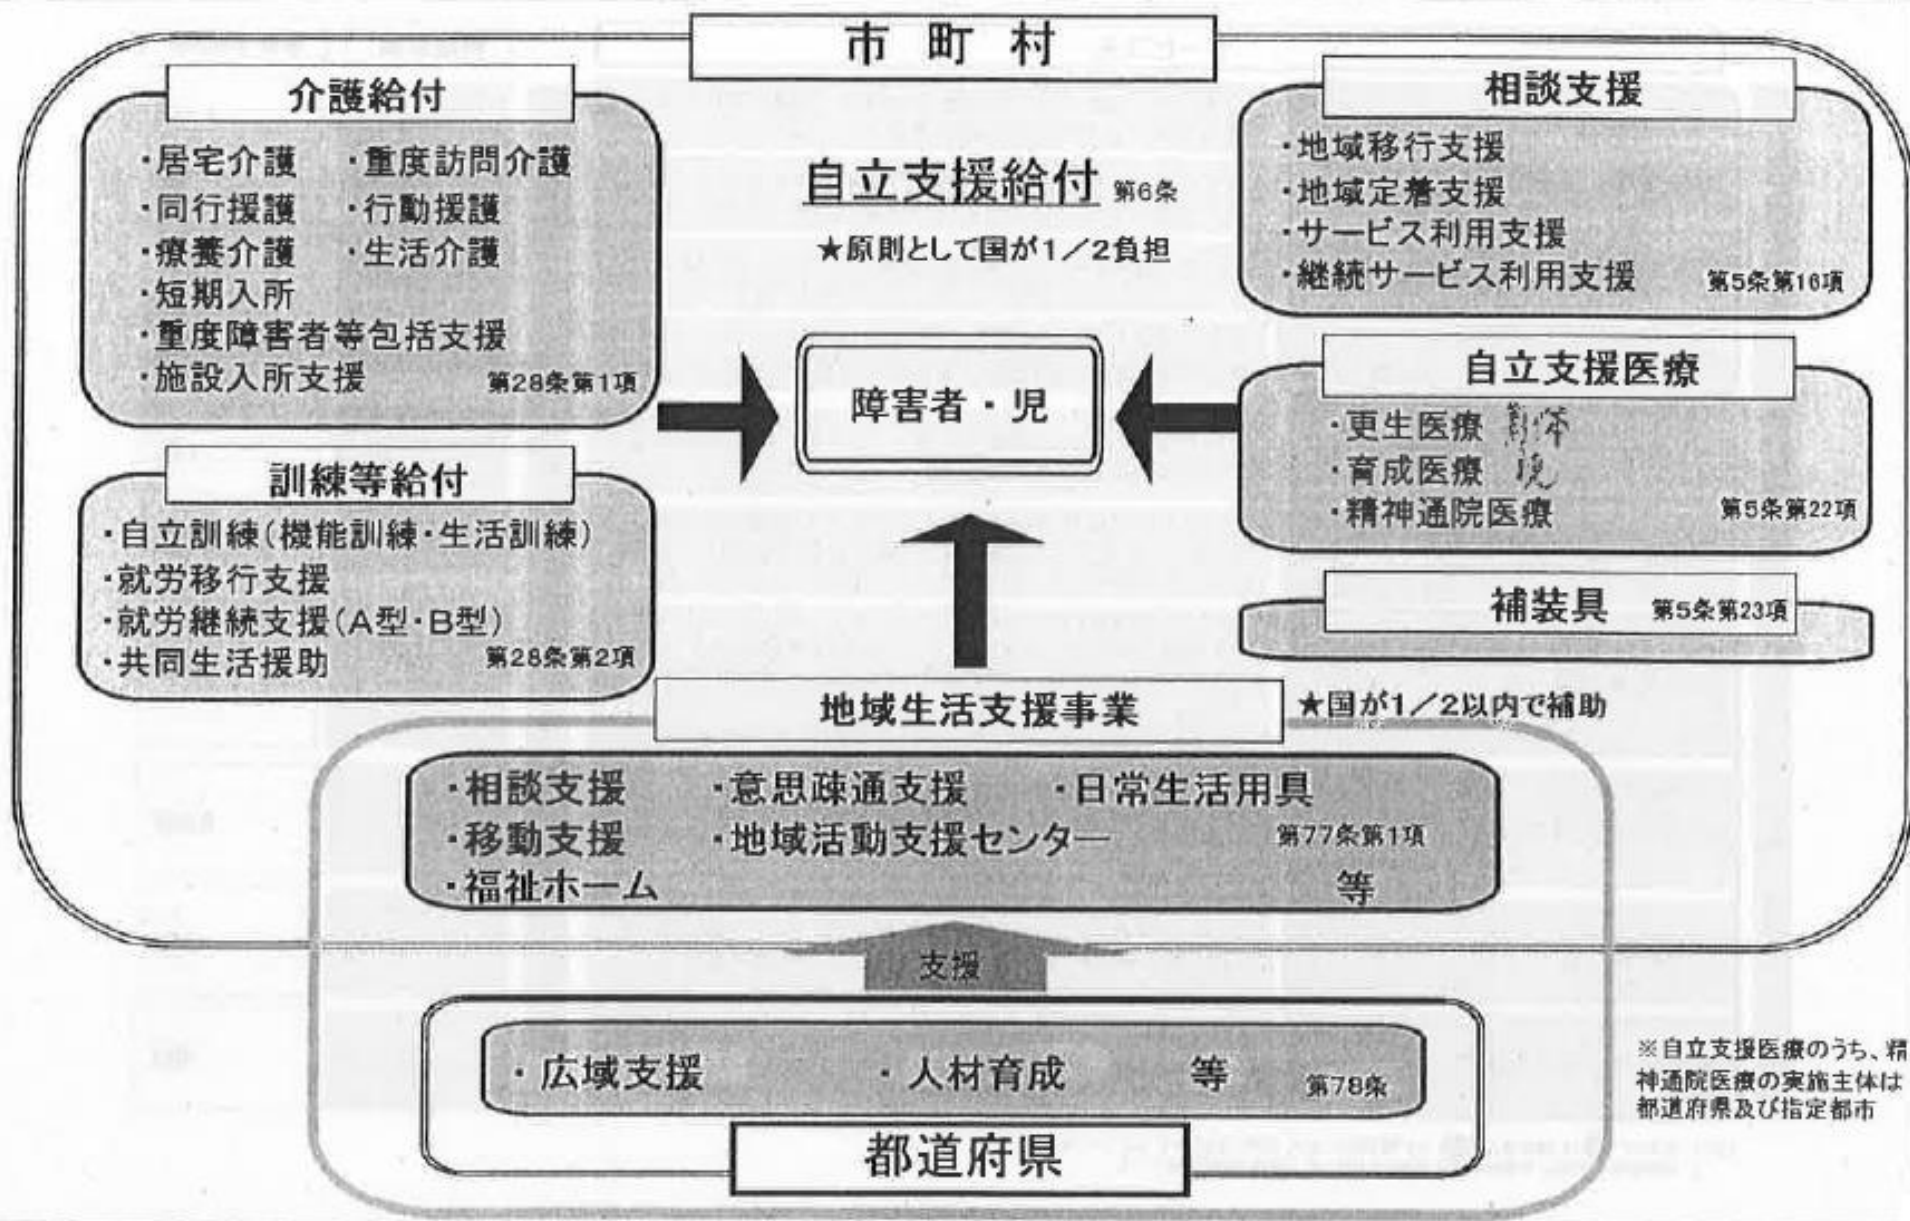 市 町 村
介護給付
・居宅介護 ・重度訪問介護
・同行援護 ・行動援護
・療養介護 ・生活介護
・短期入所
・重度障害者等包括支援
・施設入所支援 第28条第1項
訓練等給付
・自立訓練(機能訓練・生活訓練)
・就労移行支援
・就労継続支援(A型・B型)
・共同生活援助 第28条第2項
自立支援給付 第6条
★原則として国が1/2負担
障害者・児
相談支援
・地域移行支援
・地域定着支援
・サービス利用支援
・継続サービス利用支援 第5条第16項
自立支援医療
・更生医療
・育成医療
・精神通院医療 第5条第22項
補装具 第5条第23項
地域生活支援事業 ★国が1/2以内で補助
・相談支援 ・意思疎通支援 ・日常生活用具
・移動支援 ・地域活動支援センター 第77条第1項
・福祉ホーム 等
支援
・広域支援 ・人材育成 等 第78条
都道府県
※自立支援医療のうち、精
神通院医療の実施主体は
都道府県及び指定都市